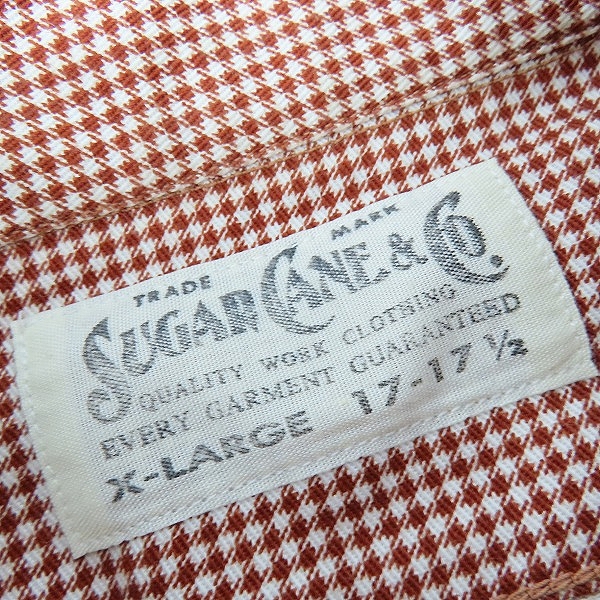 TRADE MARK
SUGAR CANE & CO.
QUALITY WORK CLOTHING
EVERY GARMENT GUARANTEED
X-LARGE 17-17 ½